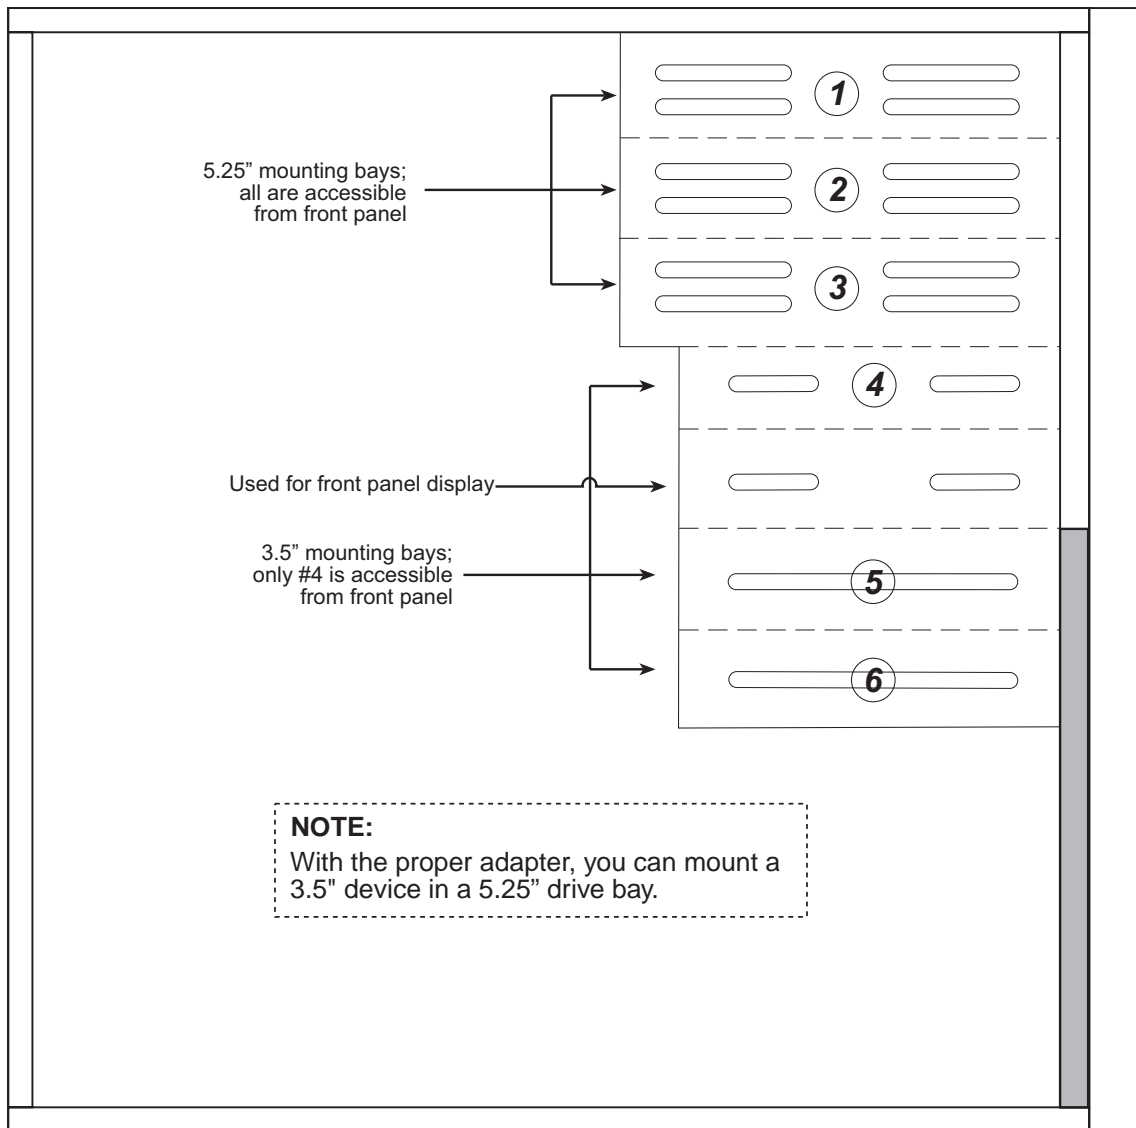 1
5.25” mounting bays;
all are accessible
from front panel
2
3
4
Used for front panel display
3.5” mounting bays;
only #4 is accessible
from front panel
5
6
NOTE:
With the proper adapter, you can mount a
3.5" device in a 5.25” drive bay.